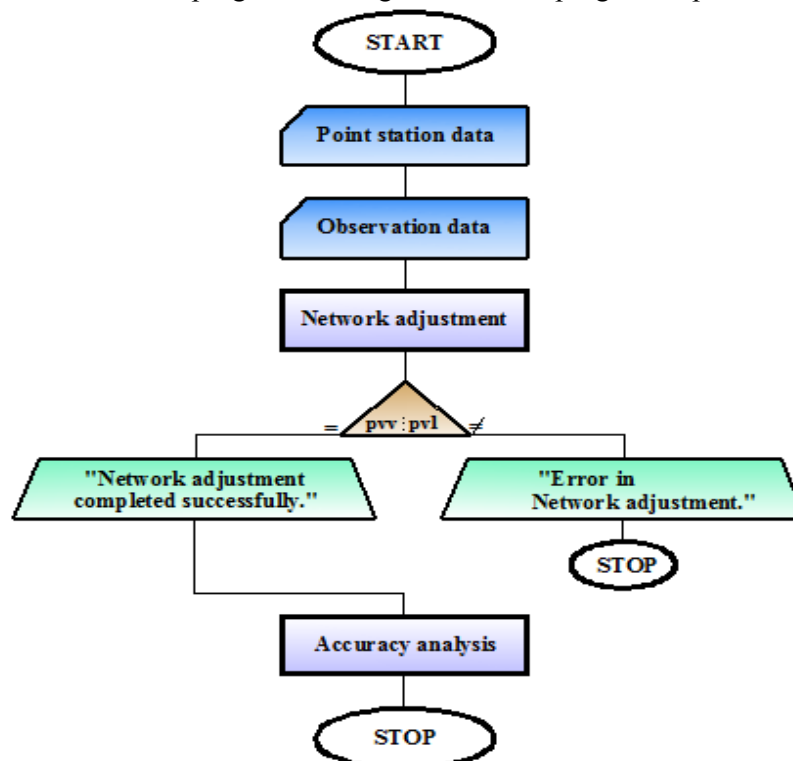 START
Point station data
Observation data
Network adjustment
= pvv⋮pvl ≠
"Network adjustment
completed successfully."
"Error in
Network adjustment."
STOP
Accuracy analysis
STOP